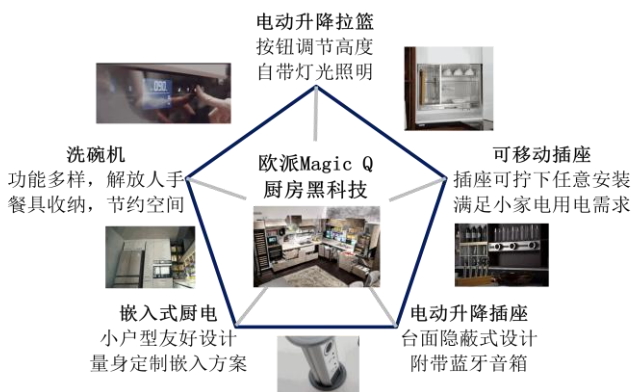 电动升降拉篮
按钮调节高度
自带灯光照明
洗碗机
功能多样，解放人手
餐具收纳，节约空间
欧派Magic Q
厨房黑科技
可移动插座
插座可拧下任意安装
满足小家电用电需求
嵌入式厨电
小户型友好设计
量身定制嵌入方案
电动升降插座
台面隐蔽式设计
附带蓝牙音箱